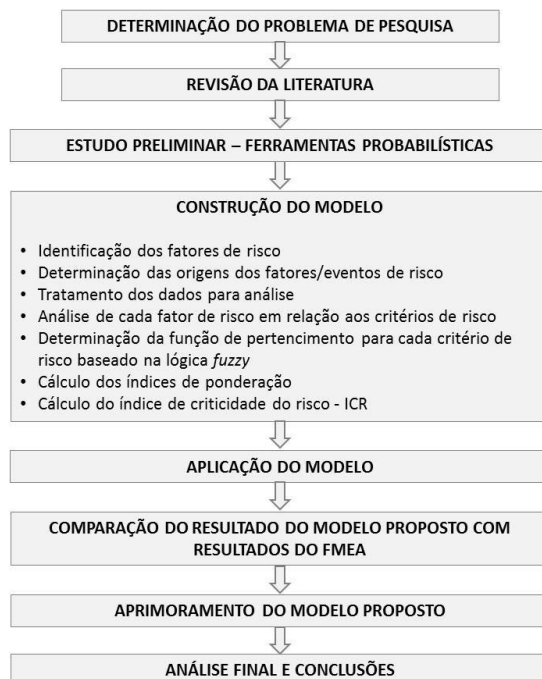 DETERMINAÇÃO DO PROBLEMA DE PESQUISA
REVISÃO DA LITERATURA
ESTUDO PRELIMINAR – FERRAMENTAS PROBABILÍSTICAS
CONSTRUÇÃO DO MODELO
• Identificação dos fatores de risco
• Determinação das origens dos fatores/eventos de risco
• Tratamento dos dados para análise
• Análise de cada fator de risco em relação aos critérios de risco
• Determinação da função de pertencimento para cada critério de
risco baseado na lógica fuzzy
• Cálculo dos índices de ponderação
• Cálculo do índice de criticidade do risco - ICR
APLICAÇÃO DO MODELO
COMPARAÇÃO DO RESULTADO DO MODELO PROPOSTO COM
RESULTADOS DO FMEA
APRIMORAMENTO DO MODELO PROPOSTO
ANÁLISE FINAL E CONCLUSÕES